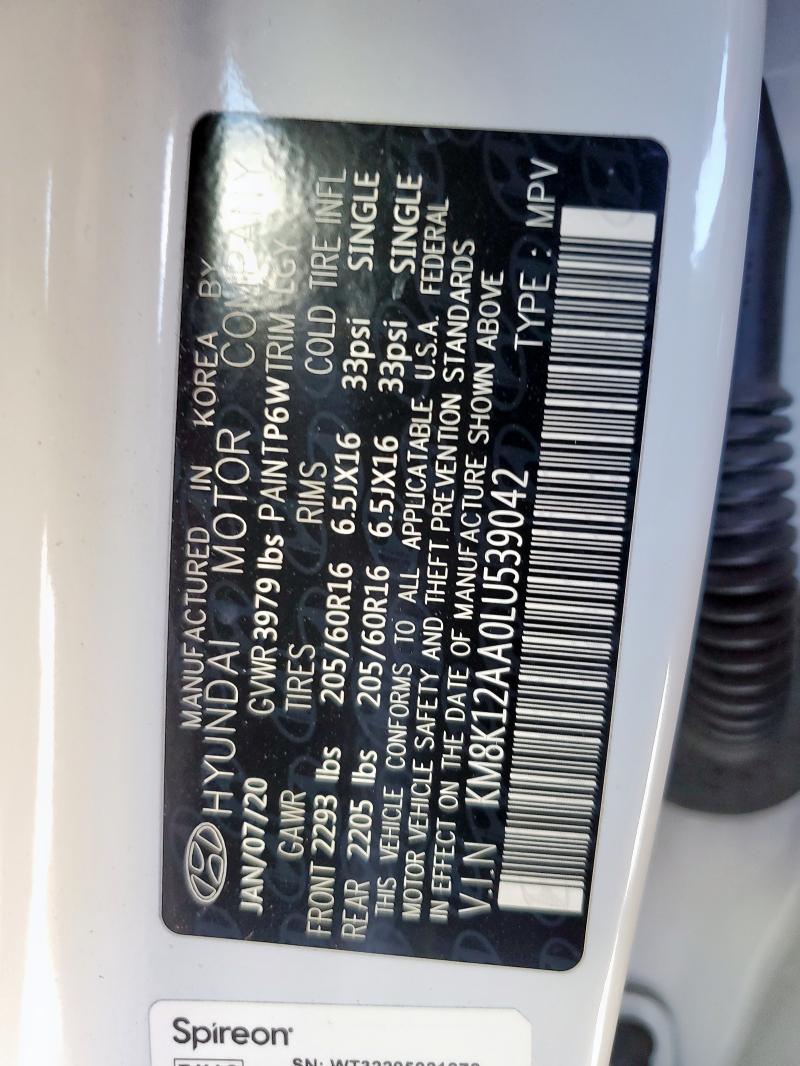 MANUFACTURED IN KOREA BY
HYUNDAI MOTOR COMPANY
JAN/07/20 GVWR 3979 lbs PAINT P6W TRIM EGY
GAWR TIRES RIMS COLD TIRE INFL
FRONT 2293 lbs 205/60R16 6.5JX16 33psi SINGLE
REAR 2205 lbs 205/60R16 6.5JX16 33psi SINGLE
THIS VEHICLE CONFORMS TO ALL APPLICATABLE U.S.A. FEDERAL
MOTOR VEHICLE SAFETY AND THEFT PREVENTION STANDARDS
IN EFFECT ON THE DATE OF MANUFACTURE SHOWN ABOVE
V.I.N KM8K12AA0LU539042 TYPE : MPV
Spireon
SN: